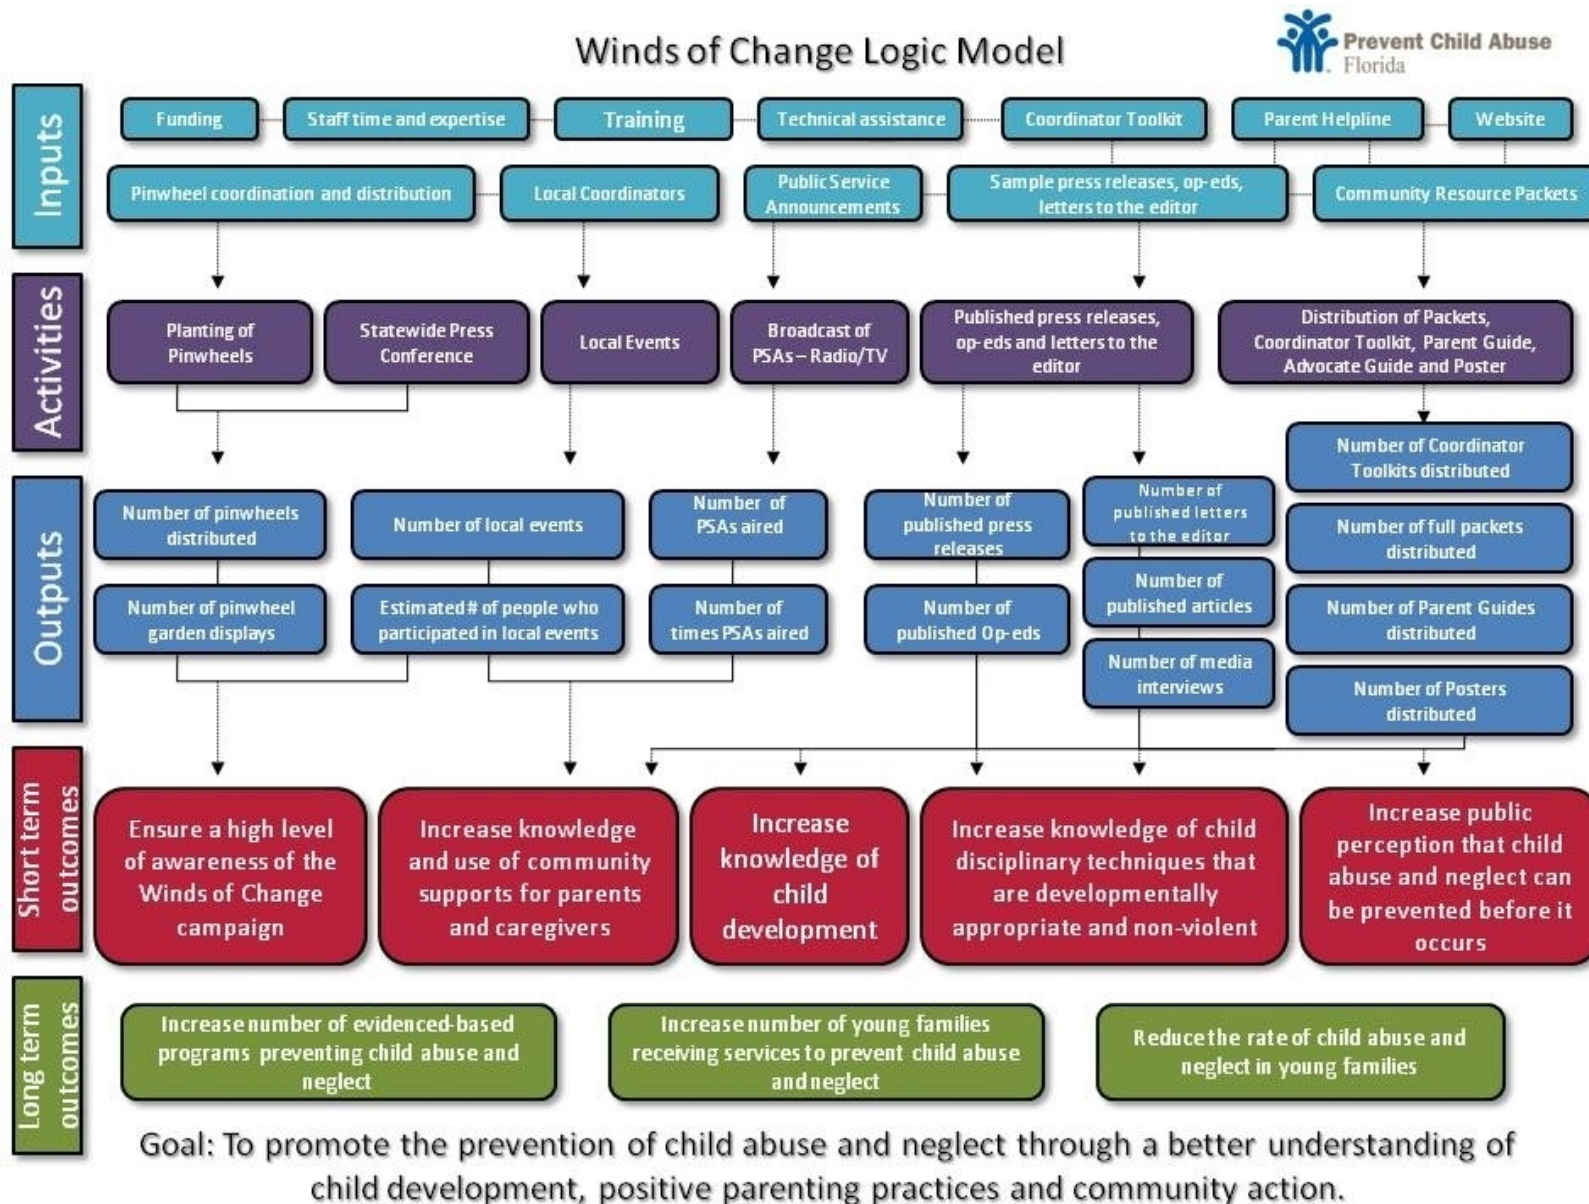 Winds of Change Logic Model
Prevent Child Abuse
Florida
Inputs
Funding
Staff time and expertise
Training
Technical assistance
Coordinator Toolkit
Parent Helpline
Website
Pinwheel coordination and distribution
Local Coordinators
Public Service
Announcements
Sample press releases, op-eds,
letters to the editor
Community Resource Packets
Activities
Planting of
Pinwheels
Statewide Press
Conference
Local Events
Broadcast of
PSAs – Radio/TV
Published press releases,
op-eds and letters to the
editor
Distribution of Packets,
Coordinator Toolkit, Parent Guide,
Advocate Guide and Poster
Outputs
Number of pinwheels
distributed
Number of pinwheel
garden displays
Number of local events
Estimated # of people who
participated in local events
Number of
PSAs aired
Number of
times PSAs aired
Number of
published press
releases
Number of
published Op-eds
Number of
published letters
to the editor
Number of
published articles
Number of media
interviews
Number of Coordinator
Toolkits distributed
Number of full packets
distributed
Number of Parent Guides
distributed
Number of Posters
distributed
Short term
outcomes
Ensure a high level
of awareness of the
Winds of Change
campaign
Increase knowledge
and use of community
supports for parents
and caregivers
Increase
knowledge of
child
development
Increase knowledge of child
disciplinary techniques that
are developmentally
appropriate and non-violent
Increase public
perception that child
abuse and neglect can
be prevented before it
occurs
Long term
outcomes
Increase number of evidenced-based
programs preventing child abuse and
neglect
Increase number of young families
receiving services to prevent child abuse
and neglect
Reduce the rate of child abuse and
neglect in young families
Goal: To promote the prevention of child abuse and neglect through a better understanding of
child development, positive parenting practices and community action.